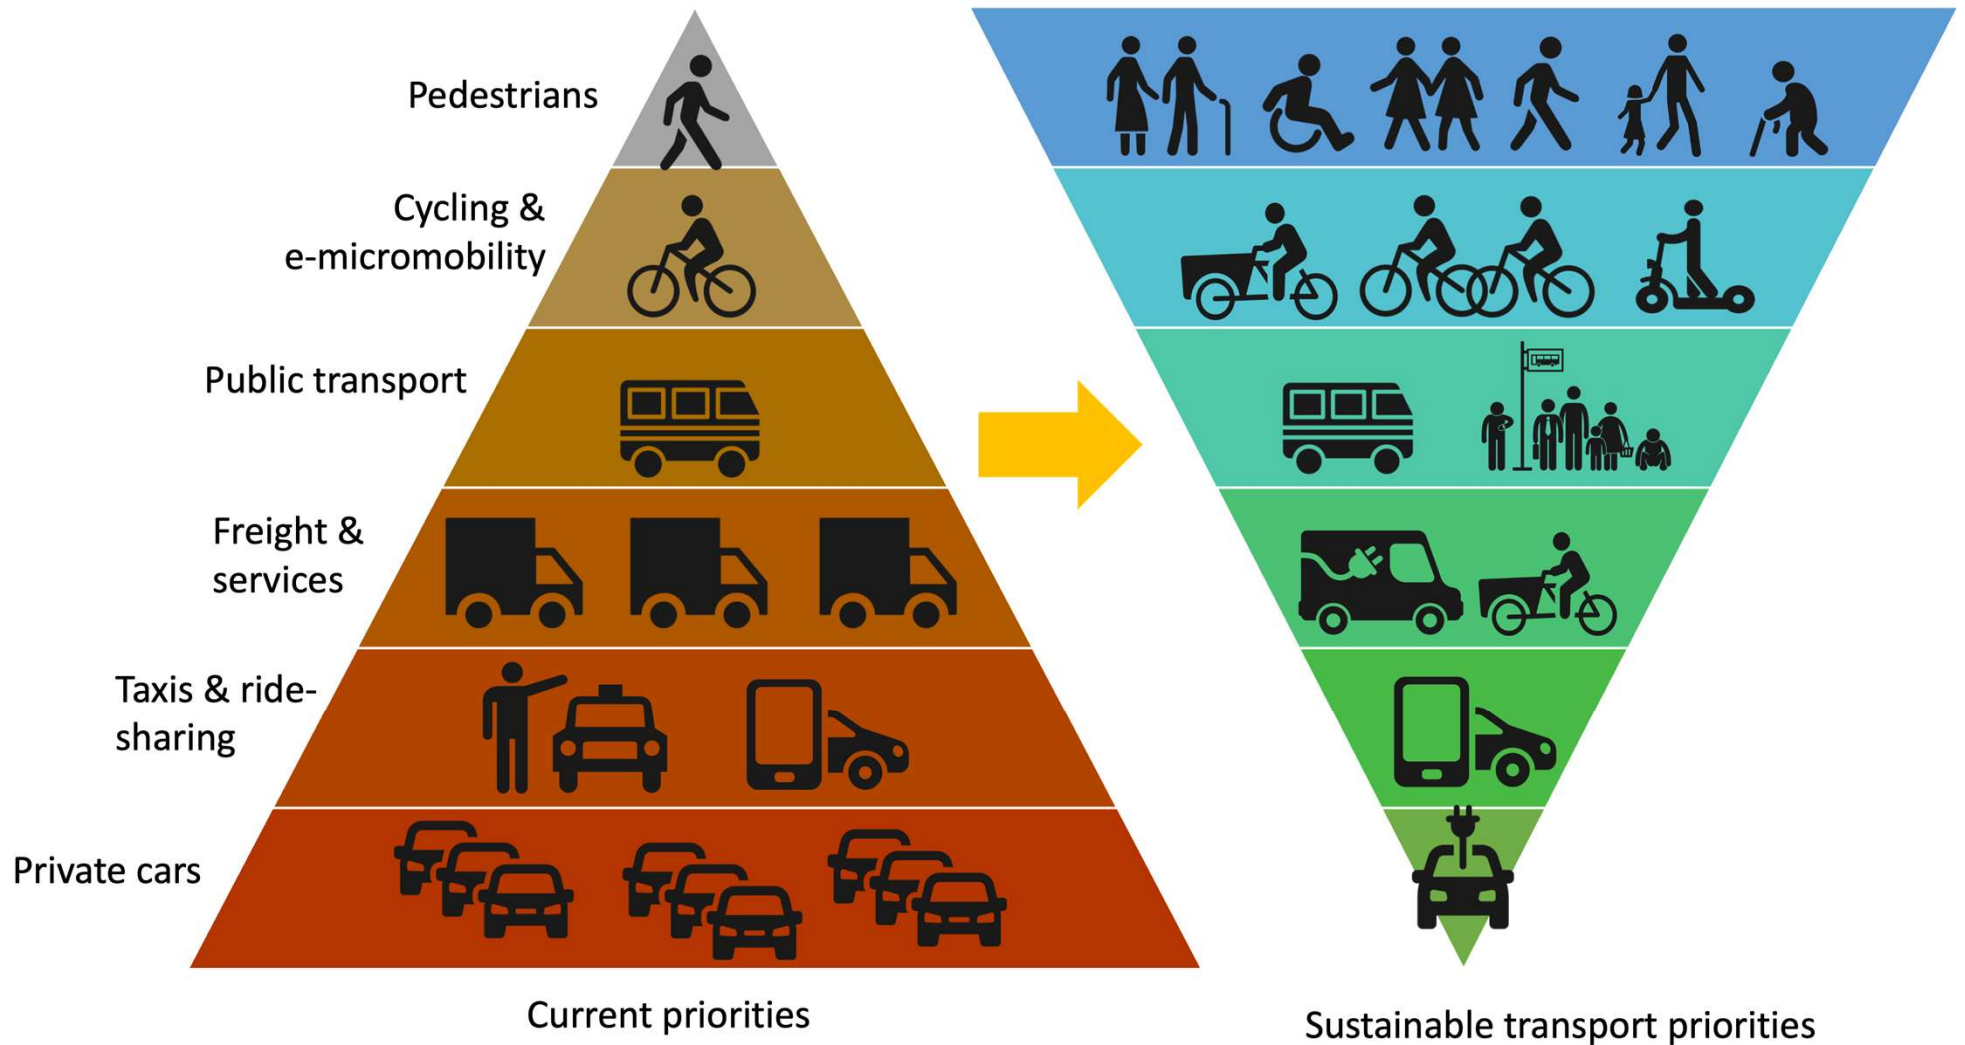 Pedestrians
Cycling &
e-micromobility
Public transport
Freight &
services
Taxis & ride-
sharing
Private cars
Current priorities
Sustainable transport priorities